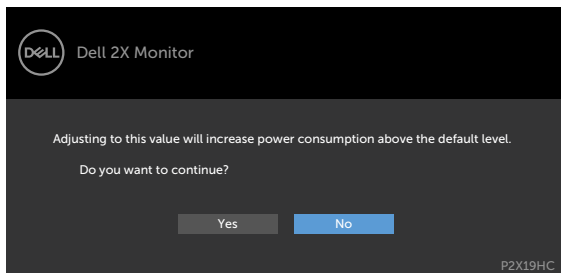 DELL Dell 2X Monitor
Adjusting to this value will increase power consumption above the default level.
Do you want to continue?
Yes No
P2X19HC